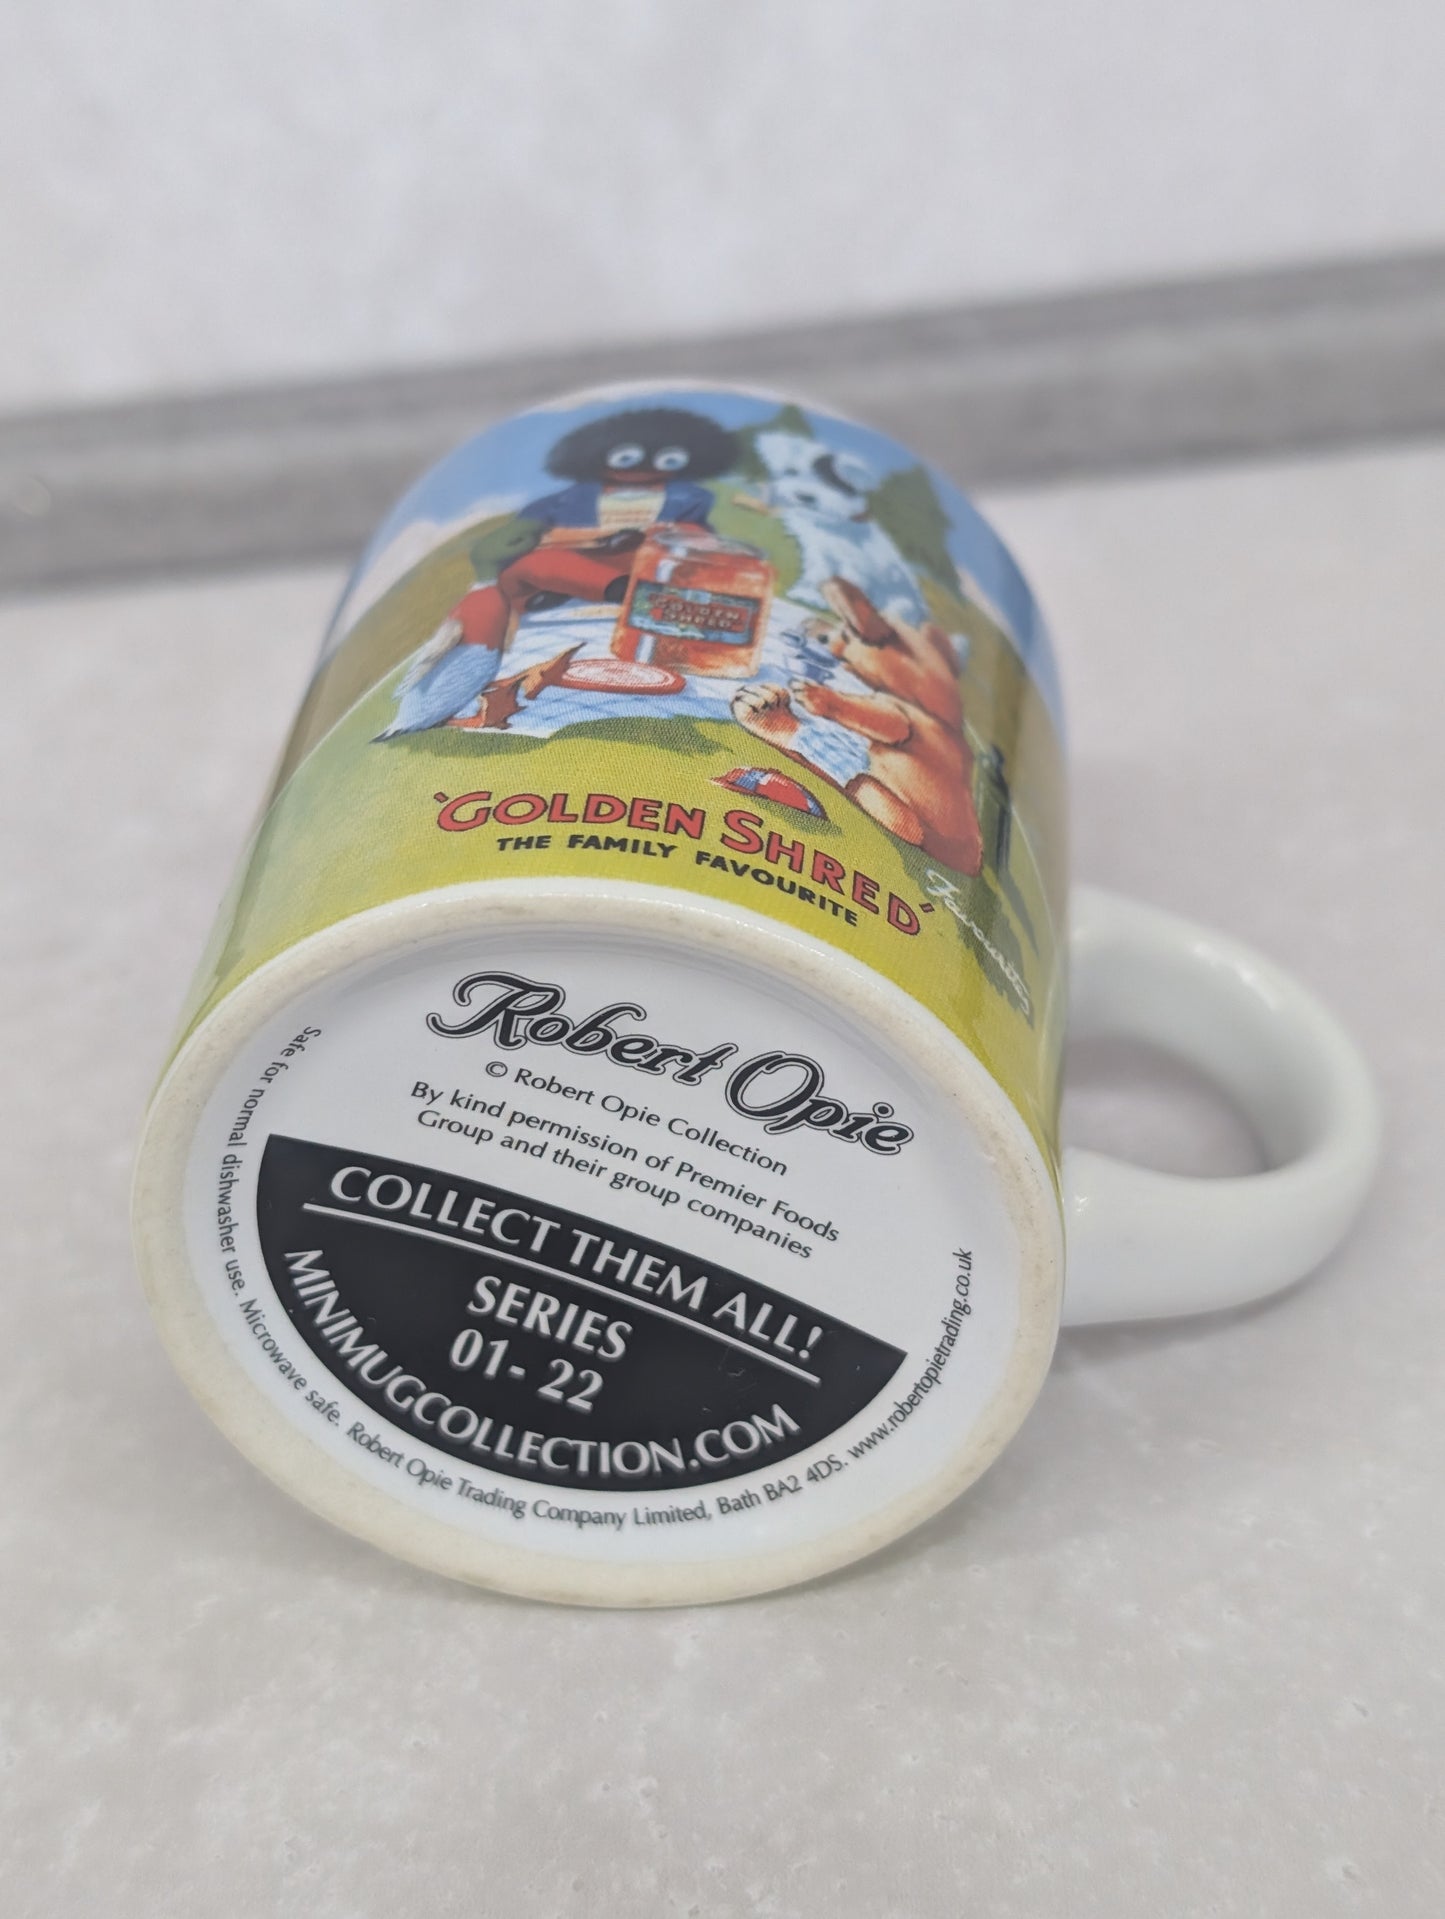 GOLDEN
SHRED
'GOLDEN SHRED'
THE FAMILY FAVOURITE
Favourites
Robert Opie
© Robert Opie Collection
By kind permission of Premier Foods
Group and their group companies
COLLECT THEM ALL!
SERIES
01- 22
MINIMUGCOLLECTION.COM
Safe for normal dishwasher use. Microwave safe. Robert Opie Trading Company Limited, Bath BA2 4DS. www.robertopietrading.co.uk